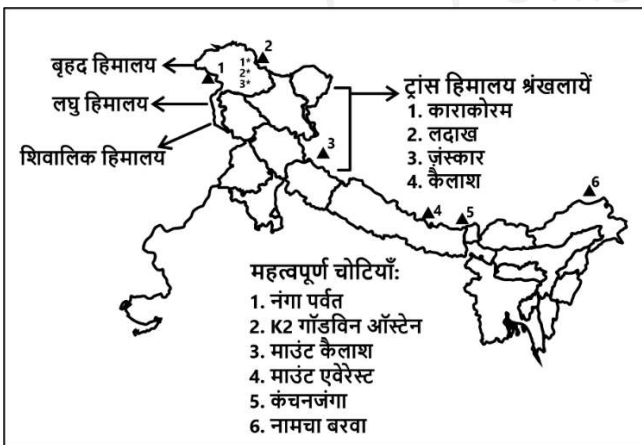 बृहद हिमालय
लघु हिमालय
शिवालिक हिमालय
1
1*
2*
3*
2
3
4
5
6
ट्रांस हिमालय श्रंखलायें
1. काराकोरम
2. लदाख
3. ज़ंस्कार
4. कैलाश
महत्वपूर्ण चोटियाँ:
1. नंगा पर्वत
2. K2 गॉडविन ऑस्टेन
3. माउंट कैलाश
4. माउंट एवेरेस्ट
5. कंचनजंगा
6. नामचा बरवा